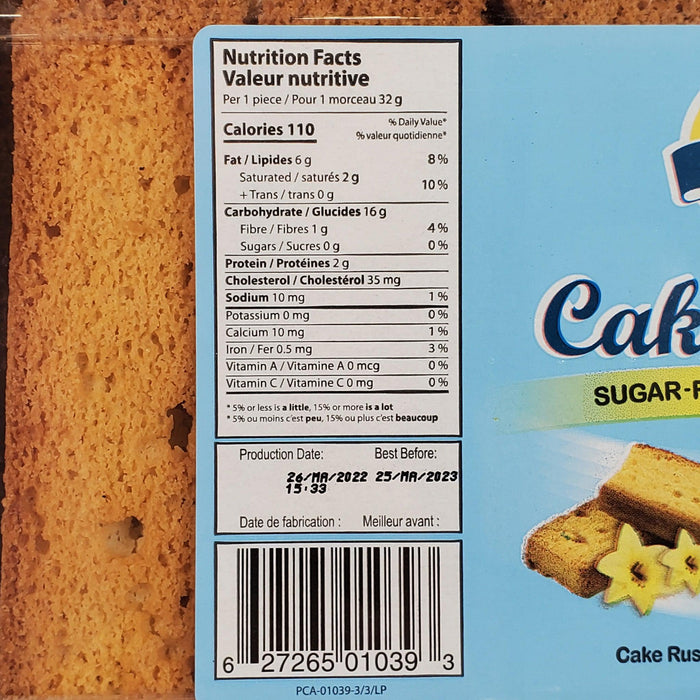 Nutrition Facts
Valeur nutritive
Per 1 piece / Pour 1 morceau 32 g
Calories 110
% Daily Value*
% valeur quotidienne*
Fat / Lipides 6 g 8 %
Saturated / saturés 2 g
+ Trans / trans 0 g
10 %
Carbohydrate / Glucides 16 g
Fibre / Fibres 1 g 4 %
Sugars / Sucres 0 g 0 %
Protein / Protéines 2 g
Cholesterol / Cholestérol 35 mg
Sodium 10 mg 1 %
Potassium 0 mg 0 %
Calcium 10 mg 1 %
Iron / Fer 0.5 mg 3 %
Vitamin A / Vitamine A 0 mcg 0 %
Vitamin C / Vitamine C 0 mg 0 %
* 5% or less is a little, 15% or more is a lot
* 5% ou moins c'est peu, 15% ou plus c'est beaucoup
Production Date: Best Before:
26/MA/2022 25/MA/2023
15:33
Date de fabrication : Meilleur avant :
6 27265 01039 3
PCA-01039-3/3/LP
Cak
SUGAR-F
Cake Rus